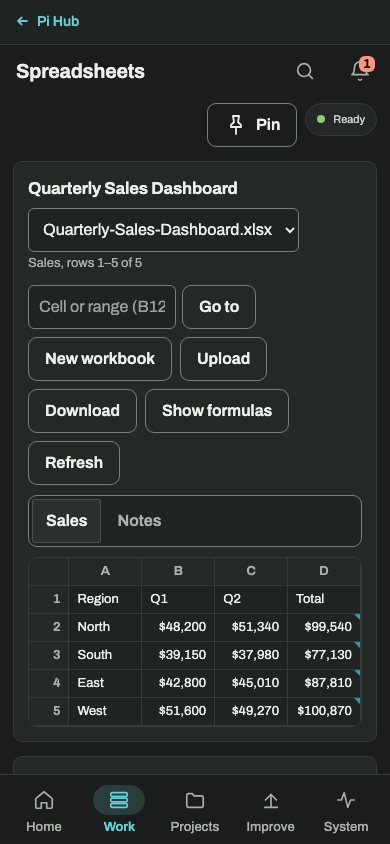 ← Pi Hub
Spreadsheets
1
Pin
Ready
Quarterly Sales Dashboard
Quarterly-Sales-Dashboard.xlsx
Sales, rows 1–5 of 5
Cell or range (B12
Go to
New workbook Upload
Download Show formulas
Refresh
Sales Notes
A B C D
1 Region Q1 Q2 Total
2 North $48,200 $51,340 $99,540
3 South $39,150 $37,980 $77,130
4 East $42,800 $45,010 $87,810
5 West $51,600 $49,270 $100,870
Home Work Projects Improve System